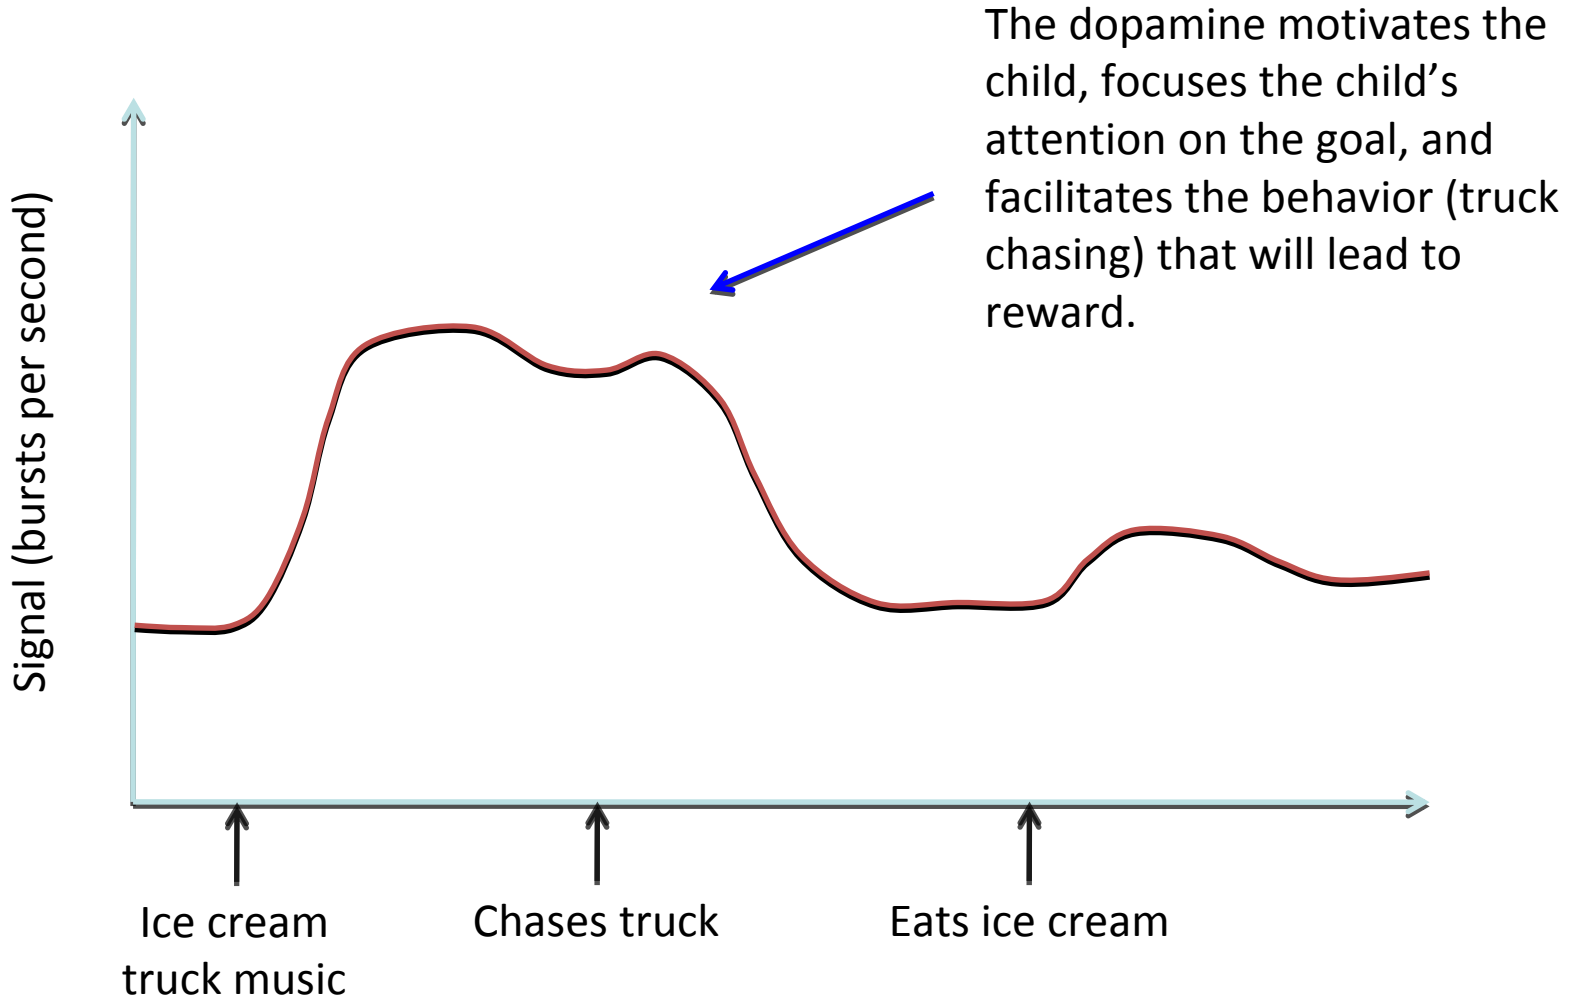 The dopamine motivates the
child, focuses the child’s
attention on the goal, and
facilitates the behavior (truck
chasing) that will lead to
reward.
Signal (bursts per second)
Ice cream
truck music
Chases truck
Eats ice cream